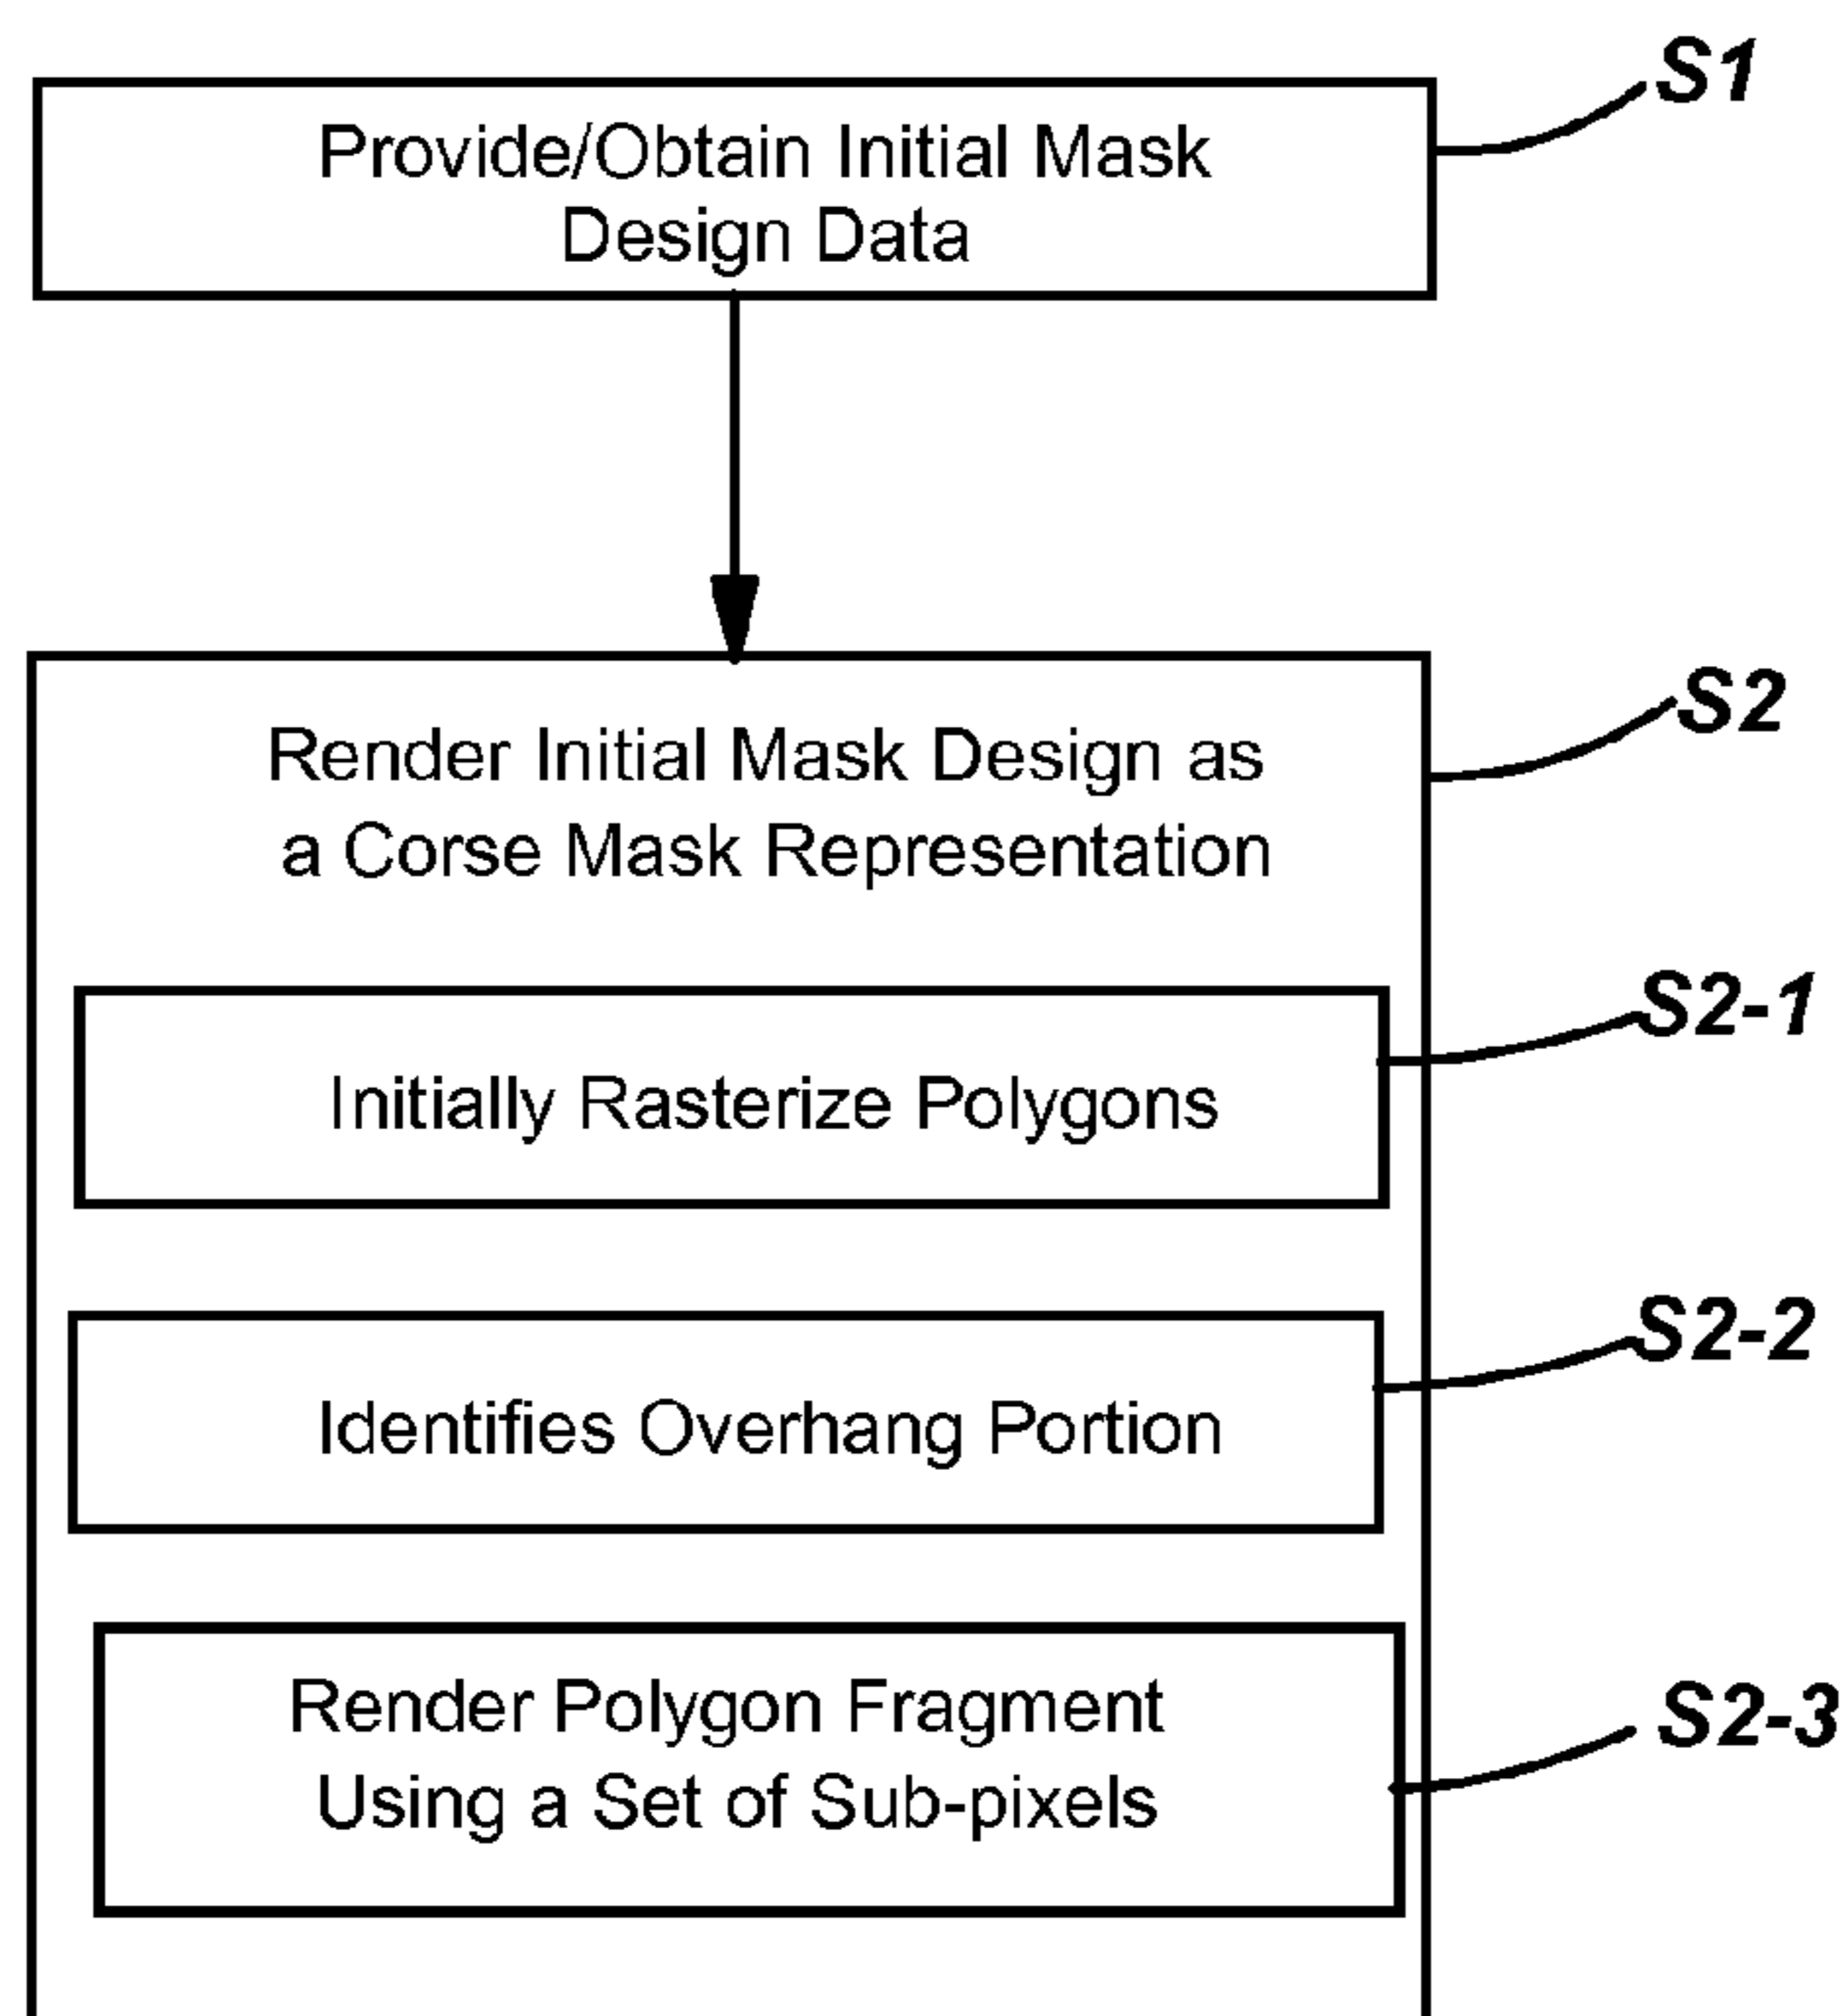 S1
Provide/Obtain Initial Mask
Design Data
S2
Render Initial Mask Design as
a Corse Mask Representation
S2-1
Initially Rasterize Polygons
S2-2
Identifies Overhang Portion
S2-3
Render Polygon Fragment
Using a Set of Sub-pixels